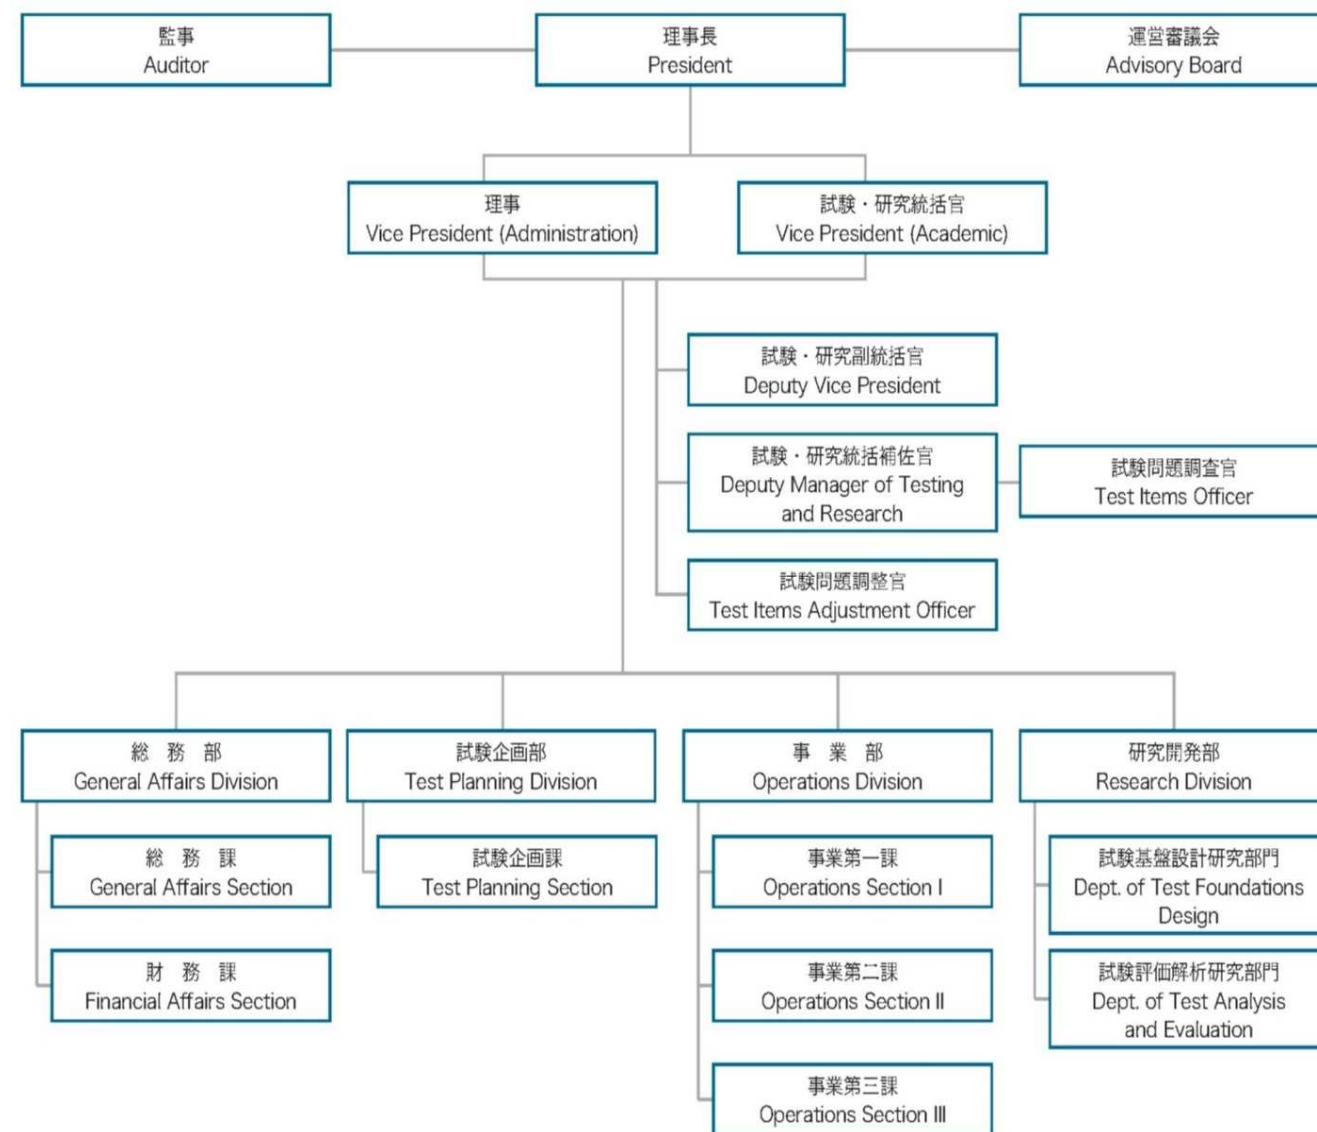 監事
Auditor
理事長
President
運営審議会
Advisory Board
理事
Vice President (Administration)
試験・研究統括官
Vice President (Academic)
試験・研究副統括官
Deputy Vice President
試験・研究統括補佐官
Deputy Manager of Testing
and Research
試験問題調査官
Test Items Officer
試験問題調整官
Test Items Adjustment Officer
総　務　部
General Affairs Division
試験企画部
Test Planning Division
事　業　部
Operations Division
研究開発部
Research Division
総　務　課
General Affairs Section
試験企画課
Test Planning Section
事業第一課
Operations Section I
試験基盤設計研究部門
Dept. of Test Foundations
Design
財　務　課
Financial Affairs Section
事業第二課
Operations Section II
試験評価解析研究部門
Dept. of Test Analysis
and Evaluation
事業第三課
Operations Section III